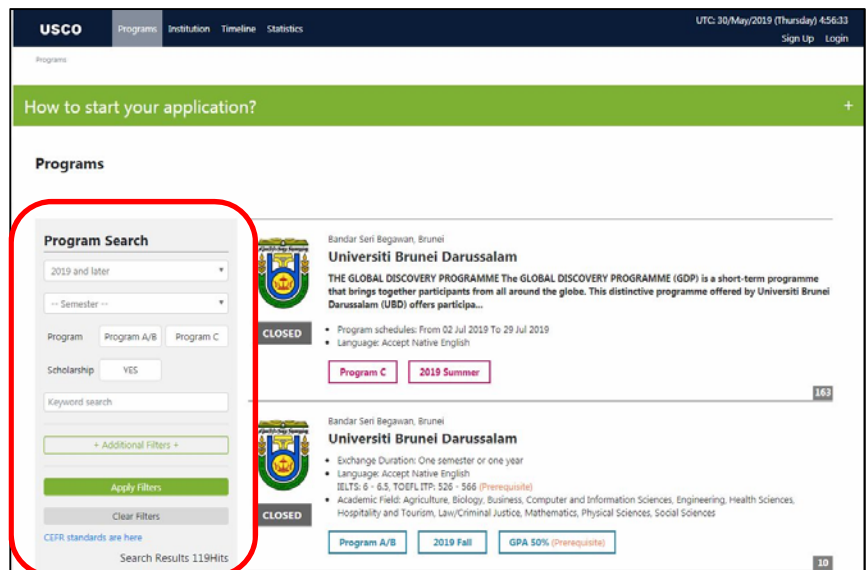 USCO Programs Institution Timeline Statistics
UTC: 30/May/2019 (Thursday) 4:56:33
Sign Up Login
Programs
How to start your application? +
Programs
Program Search
2019 and later
-- Semester --
Program Program A/B Program C
Scholarship YES
Keyword search
+ Additional Filters +
Apply Filters
Clear Filters
CEFR standards are here
Search Results 119Hits
Bandar Seri Begawan, Brunei
Universiti Brunei Darussalam
THE GLOBAL DISCOVERY PROGRAMME The GLOBAL DISCOVERY PROGRAMME (GDP) is a short-term programme
that brings together participants from all around the globe. This distinctive programme offered by Universiti Brunei
Darussalam (UBD) offers participa...
CLOSED
• Program schedules: From 02 Jul 2019 To 29 Jul 2019
• Language: Accept Native English
Program C 2019 Summer
163
Bandar Seri Begawan, Brunei
Universiti Brunei Darussalam
• Exchange Duration: One semester or one year
• Language: Accept Native English
IELTS: 6 - 6.5, TOEFL ITP: 526 - 566 (Prerequisite)
• Academic Field: Agriculture, Biology, Business, Computer and Information Sciences, Engineering, Health Sciences,
Hospitality and Tourism, Law/Criminal Justice, Mathematics, Physical Sciences, Social Sciences
CLOSED
Program A/B 2019 Fall GPA 50% (Prerequisite)
10